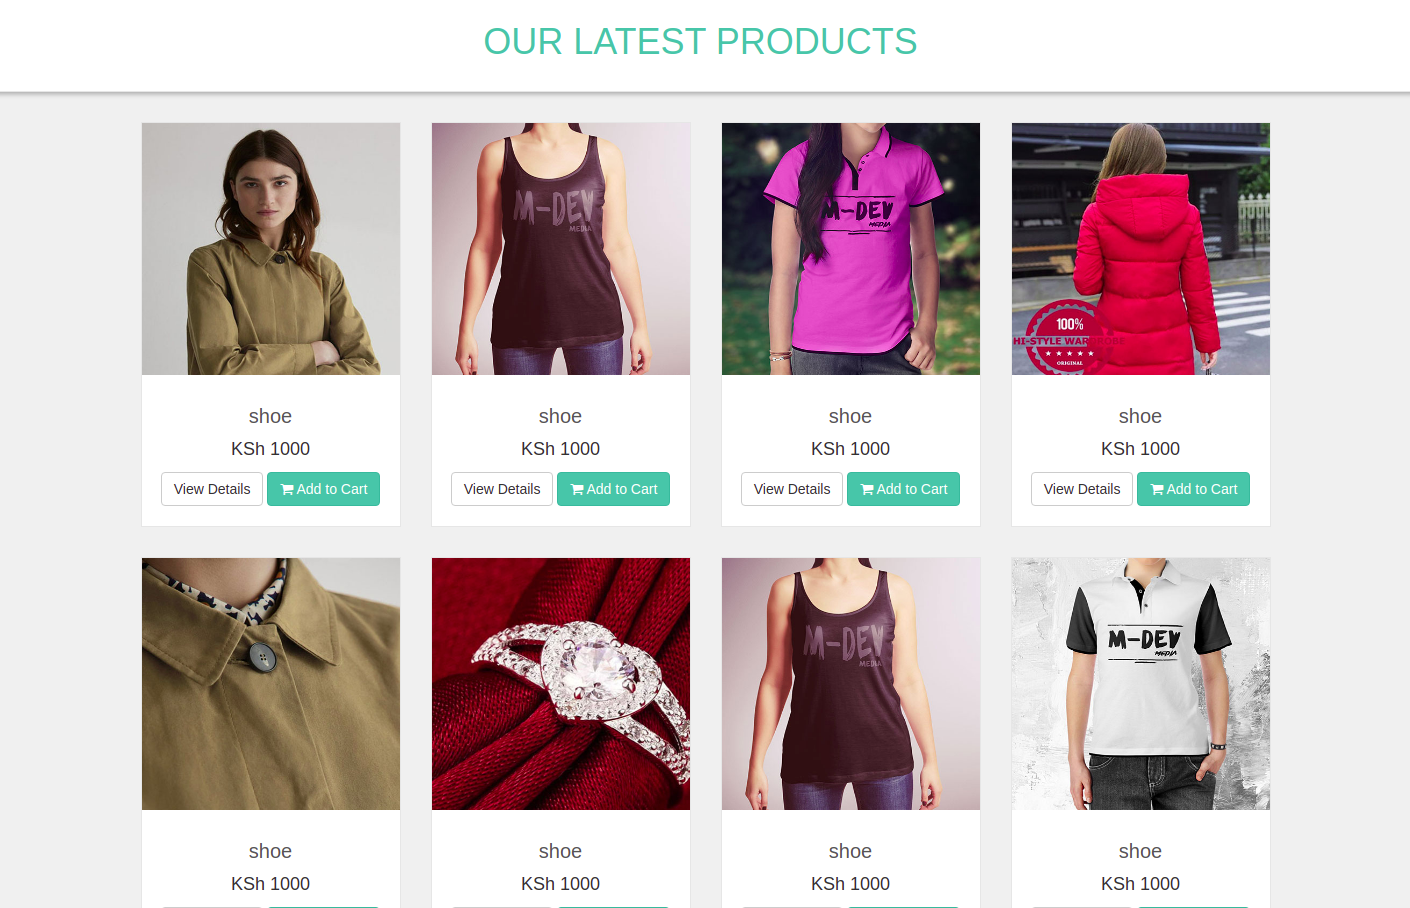 OUR LATEST PRODUCTS
M-DEV
MEDIA
M-DEV
MEDIA
100%
HI-STYLE WARDROBE
ORIGINAL
shoe
KSh 1000
View Details
Add to Cart
shoe
KSh 1000
View Details
Add to Cart
shoe
KSh 1000
View Details
Add to Cart
shoe
KSh 1000
View Details
Add to Cart
M-DEV
MEDIA
M-DEV
MEDIA
shoe
KSh 1000
shoe
KSh 1000
shoe
KSh 1000
shoe
KSh 1000